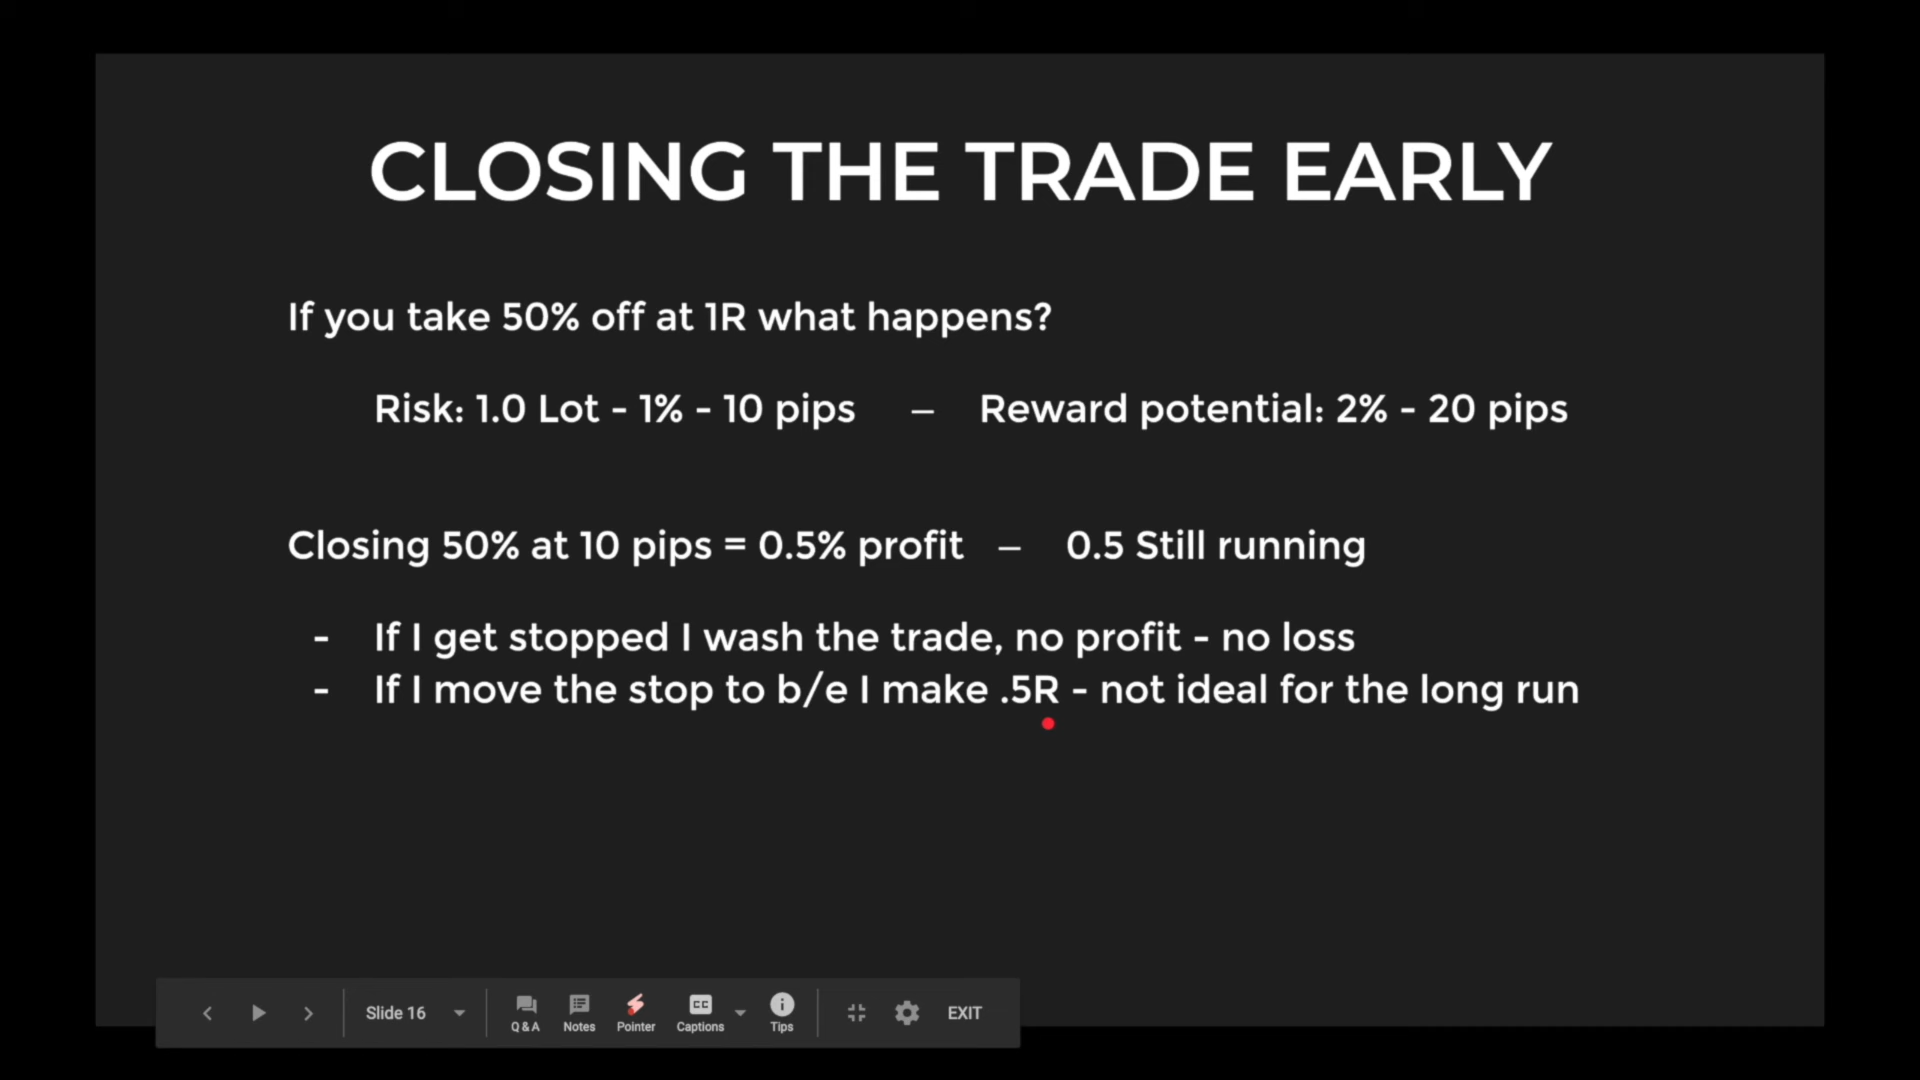 CLOSING THE TRADE EARLY
If you take 50% off at 1R what happens?
Risk: 1.0 Lot - 1% - 10 pips – Reward potential: 2% - 20 pips
Closing 50% at 10 pips = 0.5% profit – 0.5 Still running
- If I get stopped I wash the trade, no profit - no loss
- If I move the stop to b/e I make .5R - not ideal for the long run
Slide 16 Q & A Notes Pointer CC Captions Tips EXIT